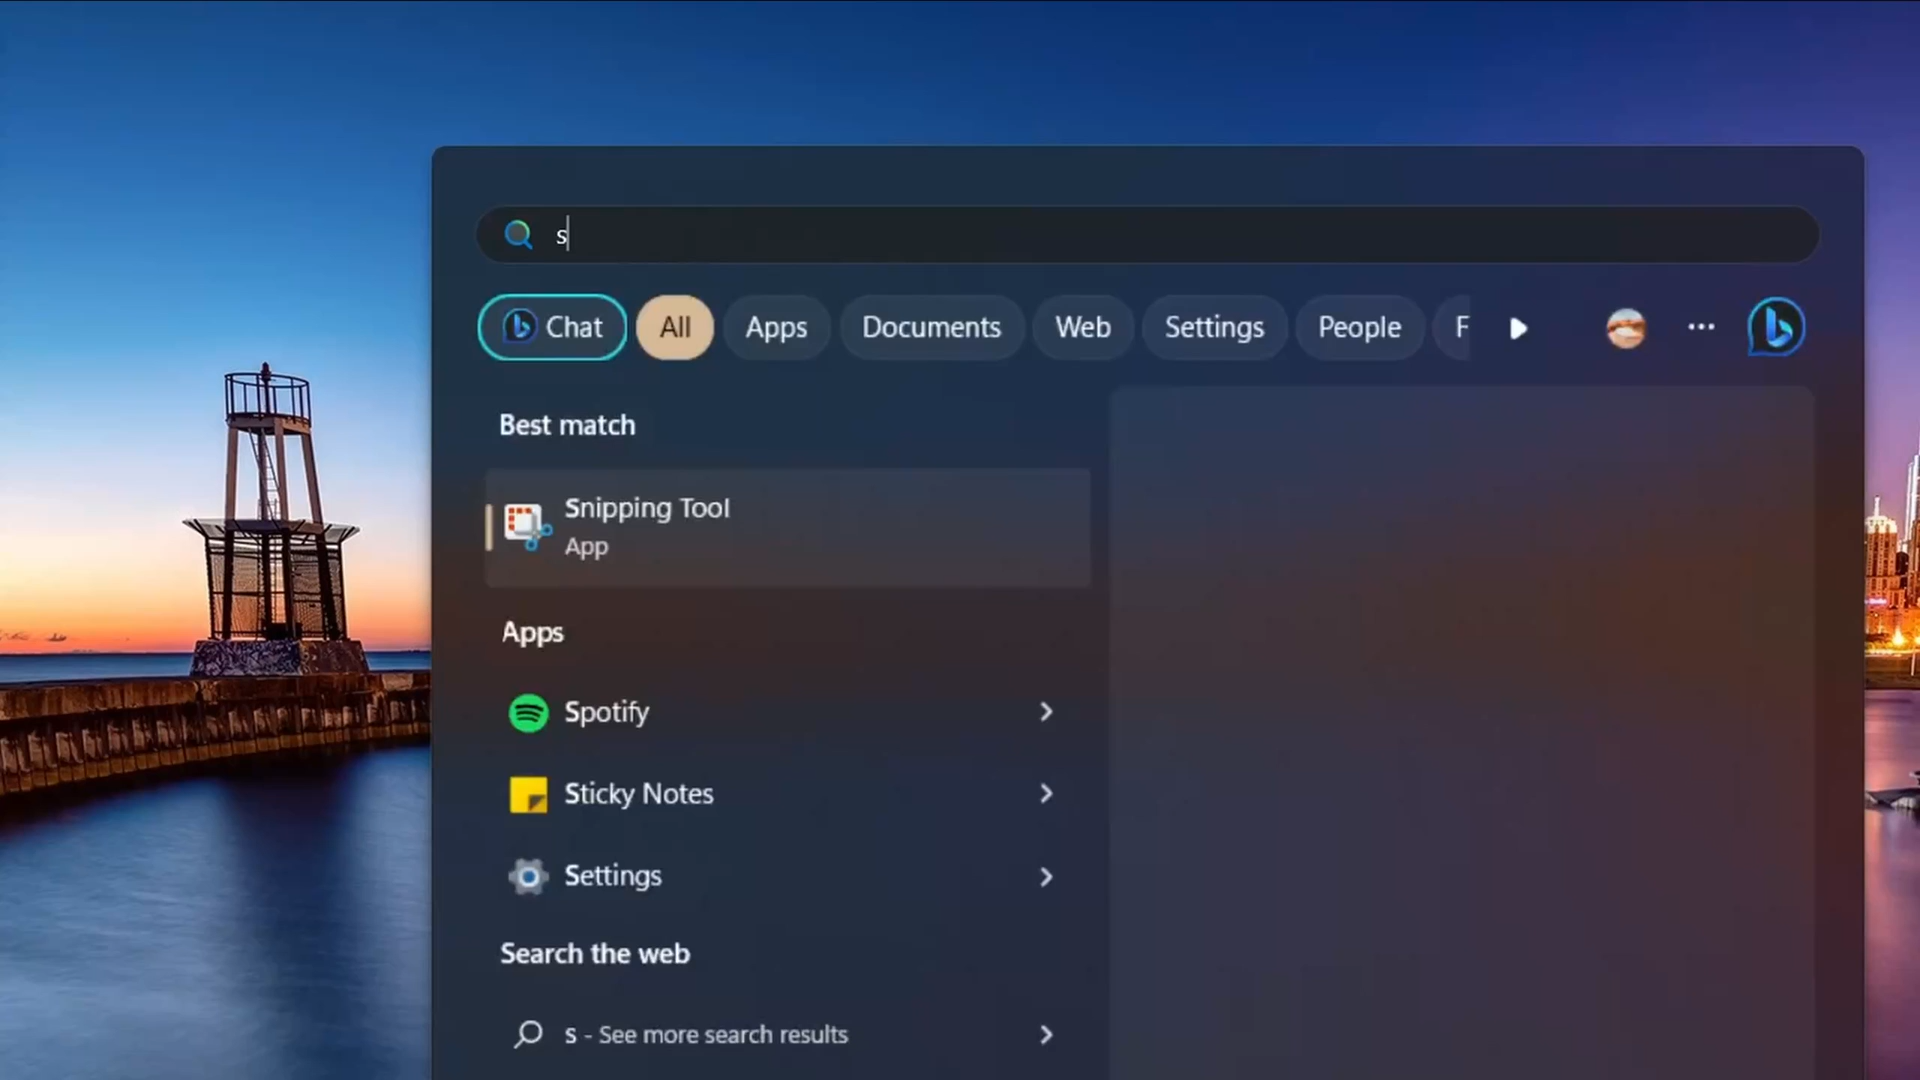 s
Chat All Apps Documents Web Settings People F
Best match
Snipping Tool
App
Apps
Spotify
Sticky Notes
Settings
Search the web
s - See more search results